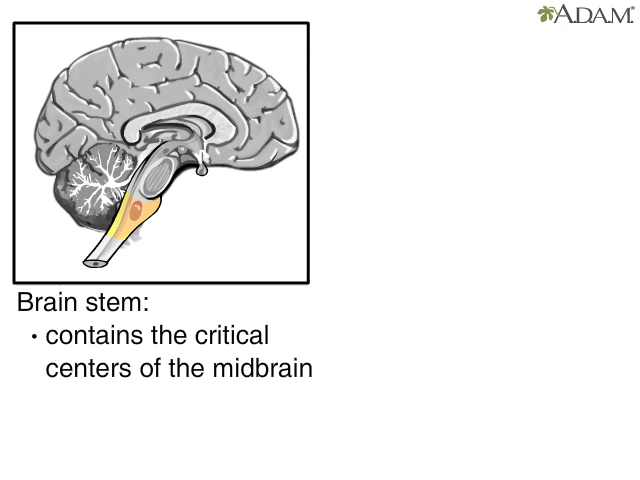 A.D.A.M.
Brain stem:
• contains the critical
centers of the midbrain